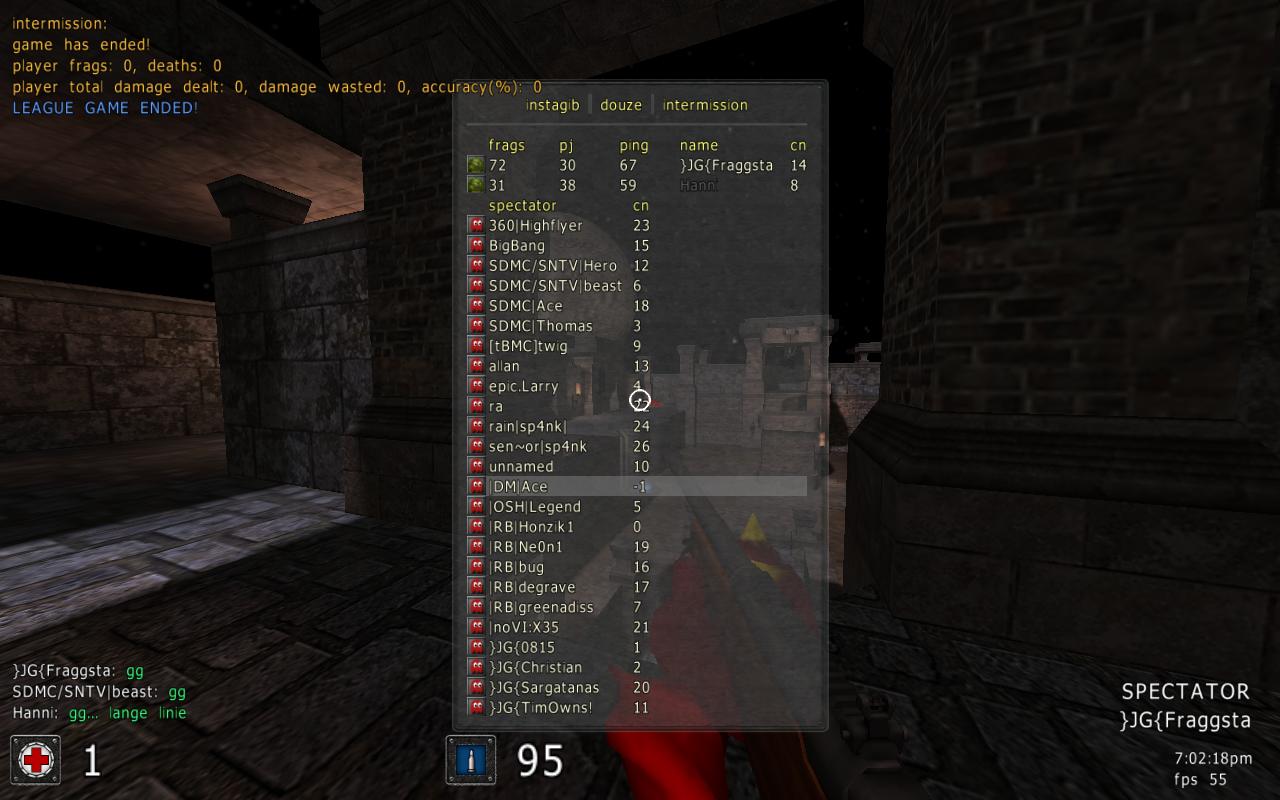 intermission:
game has ended!
player frags: 0, deaths: 0
player total damage dealt: 0, damage wasted: 0, accuracy(%): 0
LEAGUE GAME ENDED!
instagib douze intermission
frags pj ping name cn
72 30 67 }JG{Fraggsta 14
31 38 59 Hanni 8
spectator cn
360|Highflyer 23
BigBang 15
SDMC/SNTV|Hero 12
SDMC/SNTV|beast 6
SDMC|Ace 18
SDMC|Thomas 3
[tBMC]twig 9
allan 13
epic.Larry 4
ra 22
rain|sp4nk| 24
sen~or|sp4nk 26
unnamed 10
|DM|Ace -1
|OSH|Legend 5
|RB|Honzik1 0
|RB|Ne0n1 19
|RB|bug 16
|RB|degrave 17
|RB|greenadiss 7
|noVI:X35 21
}JG{0815 1
}JG{Christian 2
}JG{Sargatanas 20
}JG{TimOwns! 11
}JG{Fraggsta: gg
SDMC/SNTV|beast: gg
Hanni: gg... lange linie
1
95
SPECTATOR
}JG{Fraggsta
7:02:18pm
fps 55